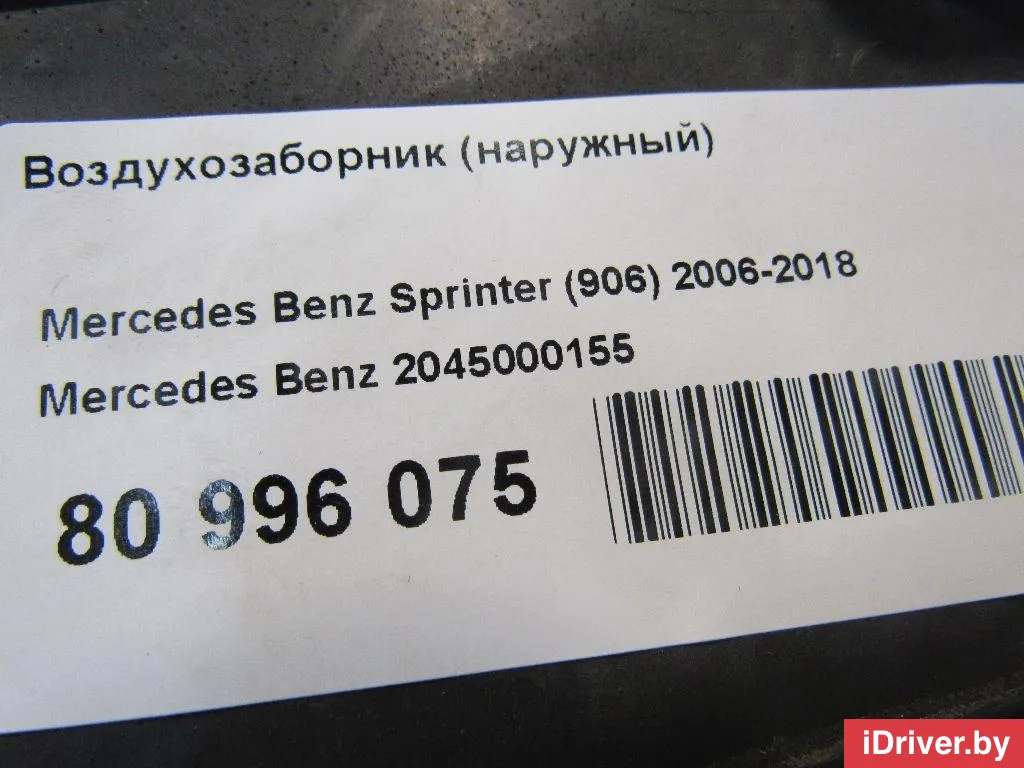 Воздухозаборник (наружный)
Mercedes Benz Sprinter (906) 2006-2018
Mercedes Benz 2045000155
80 996 075
iDriver.by